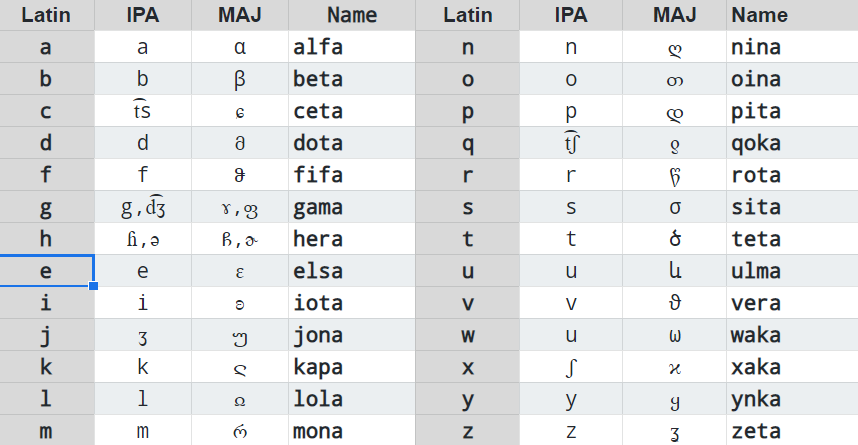 Latin IPA MAJ Name Latin IPA MAJ Name
a a ɑ alfa n n ღ nina
b b β beta o o თ oina
c t͡s ceta p p დ pita
d d მ dota q t͡ʃ qoka
f f fifa r r rota
g g,d͡ʒ ɤ,ფ gama s s σ sita
h ɦ,ə hera t t teta
e e ε elsa u u ulma
i i iota v v ϑ vera
j ʒ jona w u ω waka
k k kapa x ʃ ϰ xaka
l l lola y y ynka
m m რ mona z z ʒ zeta